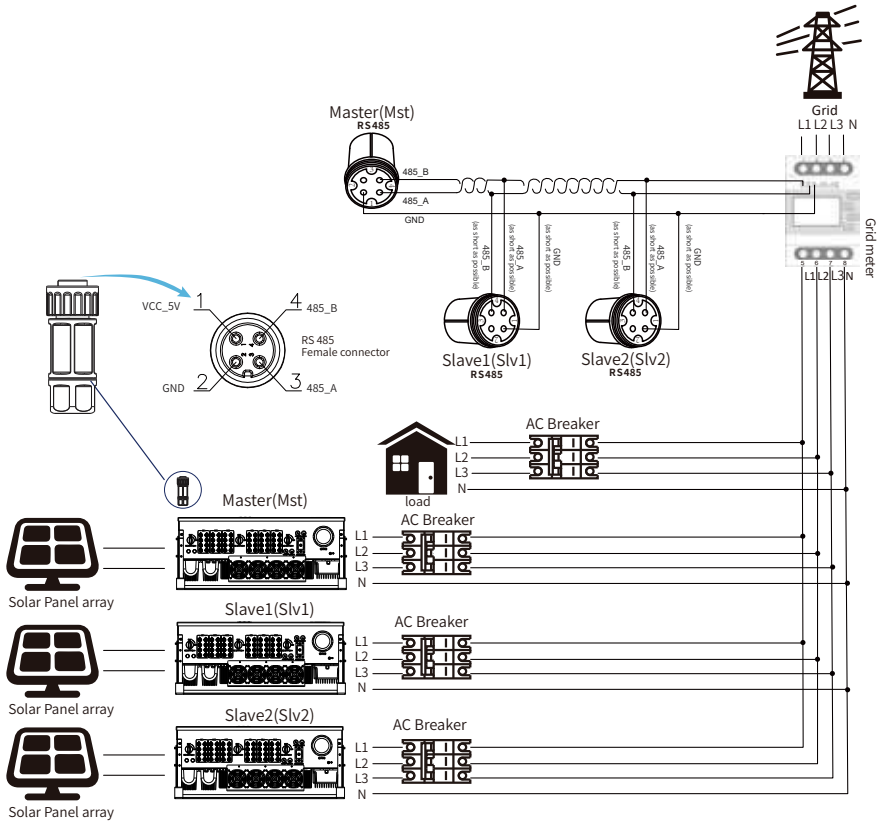 Grid
L1 L2 L3 N
Master(Mst)
RS485
485_B
485_A
GND
485_B
(as short as possible)
485_A
(as short as possible)
GND
(as short as possible)
485_B
(as short as possible)
485_A
(as short as possible)
GND
(as short as possible)
Grid meter
5 6 7 8
L1 L2 L3 N
Slave1(Slv1)
RS485
Slave2(Slv2)
RS485
VCC_5V 1
4 485_B
RS 485
Female connector
GND 2
3 485_A
AC Breaker
L1
L2
L3
N
load
Master(Mst)
AC Breaker
L1
L2
L3
N
Solar Panel array
Slave1(Slv1)
AC Breaker
L1
L2
L3
N
Solar Panel array
Slave2(Slv2)
AC Breaker
L1
L2
L3
N
Solar Panel array